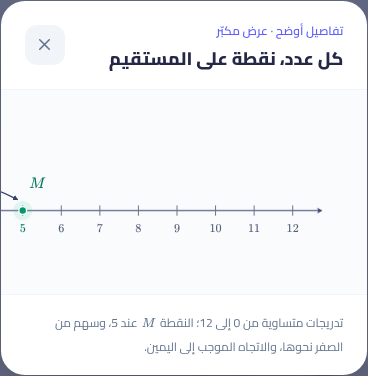 تفاصيل أوضح · عرض مكبّر
كل عدد، نقطة على المستقيم
M
5 6 7 8 9 10 11 12
تدريجات متساوية من 0 إلى 12؛ النقطة M عند 5، وسهم من
الصفر نحوها، والاتجاه الموجب إلى اليمين.